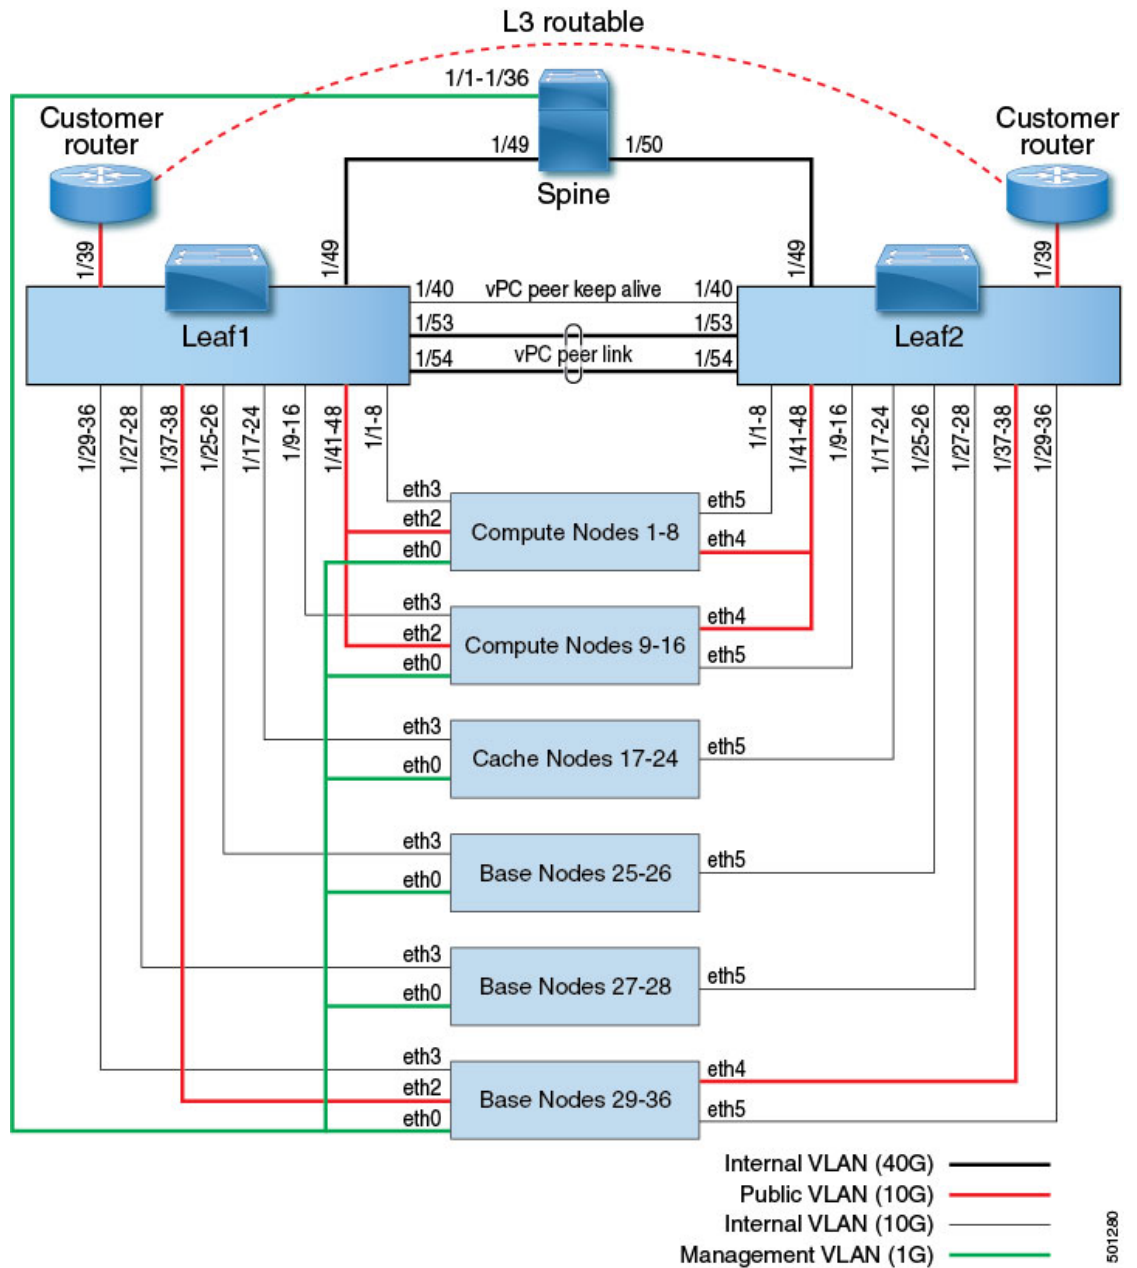 L3 routable
1/1-1/36
Customer
router
Customer
router
1/49
1/50
Spine
1/39
1/49
1/49
1/39
Leaf1
Leaf2
1/40
vPC peer keep alive
1/40
1/53
1/53
1/54
vPC peer link
1/54
1/29-36
1/27-28
1/37-38
1/25-26
1/17-24
1/9-16
1/41-48
1/1-8
1/1-8
1/41-48
1/9-16
1/17-24
1/25-26
1/27-28
1/37-38
1/29-36
eth3
eth2
eth0
Compute Nodes 1-8
eth5
eth4
eth3
eth2
eth0
Compute Nodes 9-16
eth4
eth5
eth3
eth0
Cache Nodes 17-24
eth5
eth3
eth0
Base Nodes 25-26
eth5
eth3
eth0
Base Nodes 27-28
eth5
eth3
eth2
eth0
Base Nodes 29-36
eth4
eth5
Internal VLAN (40G)
Public VLAN (10G)
Internal VLAN (10G)
Management VLAN (1G)
501280